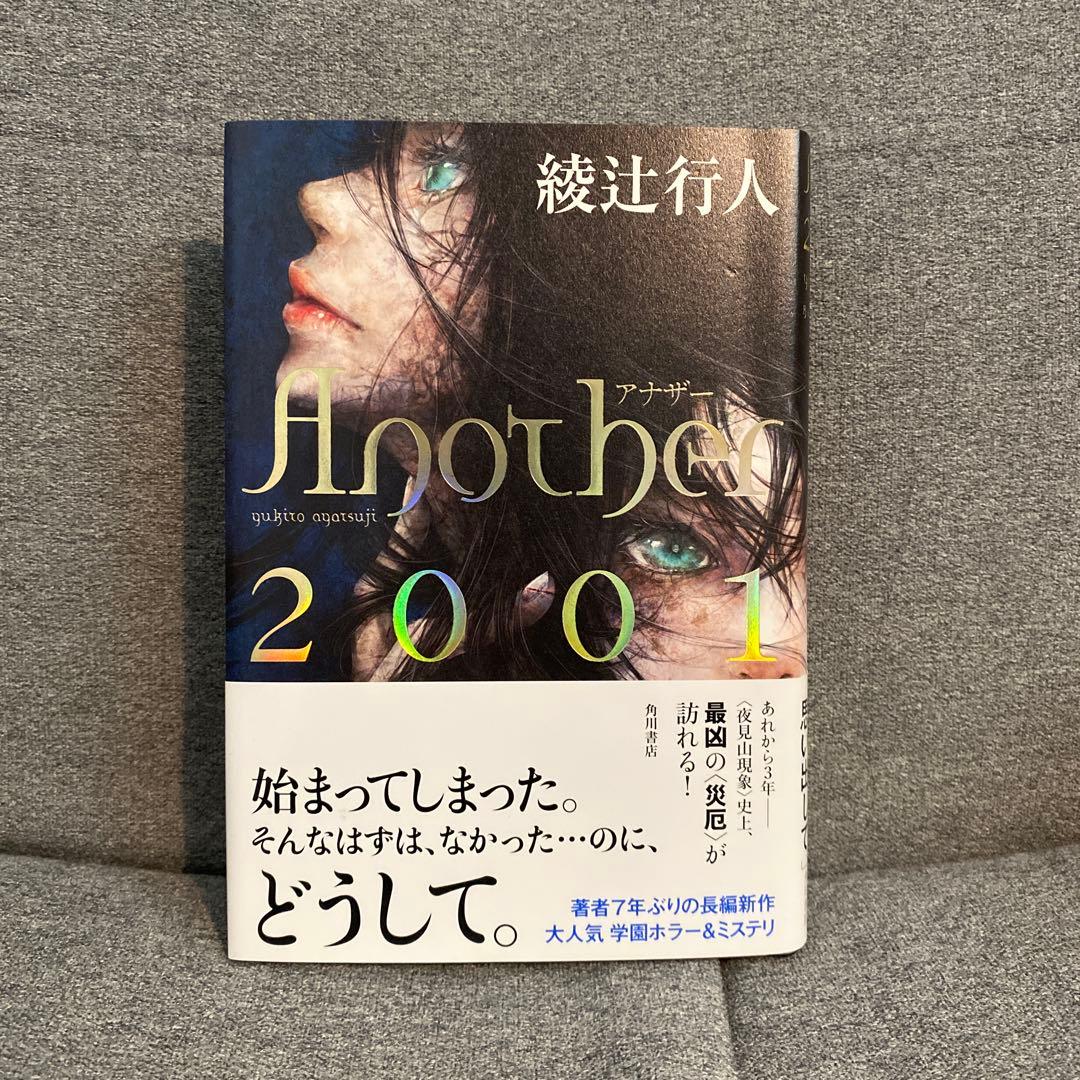 綾辻行人
アナザー
Another
yukito ayatsuji
2001
あれから3年――
〈夜見山現象〉史上、
最凶の〈災厄〉が
訪れる!
角川書店
始まってしまった。
そんなはずは、なかった…のに、
どうして。
著者7年ぶりの長編新作
大人気 学園ホラー&ミステリ